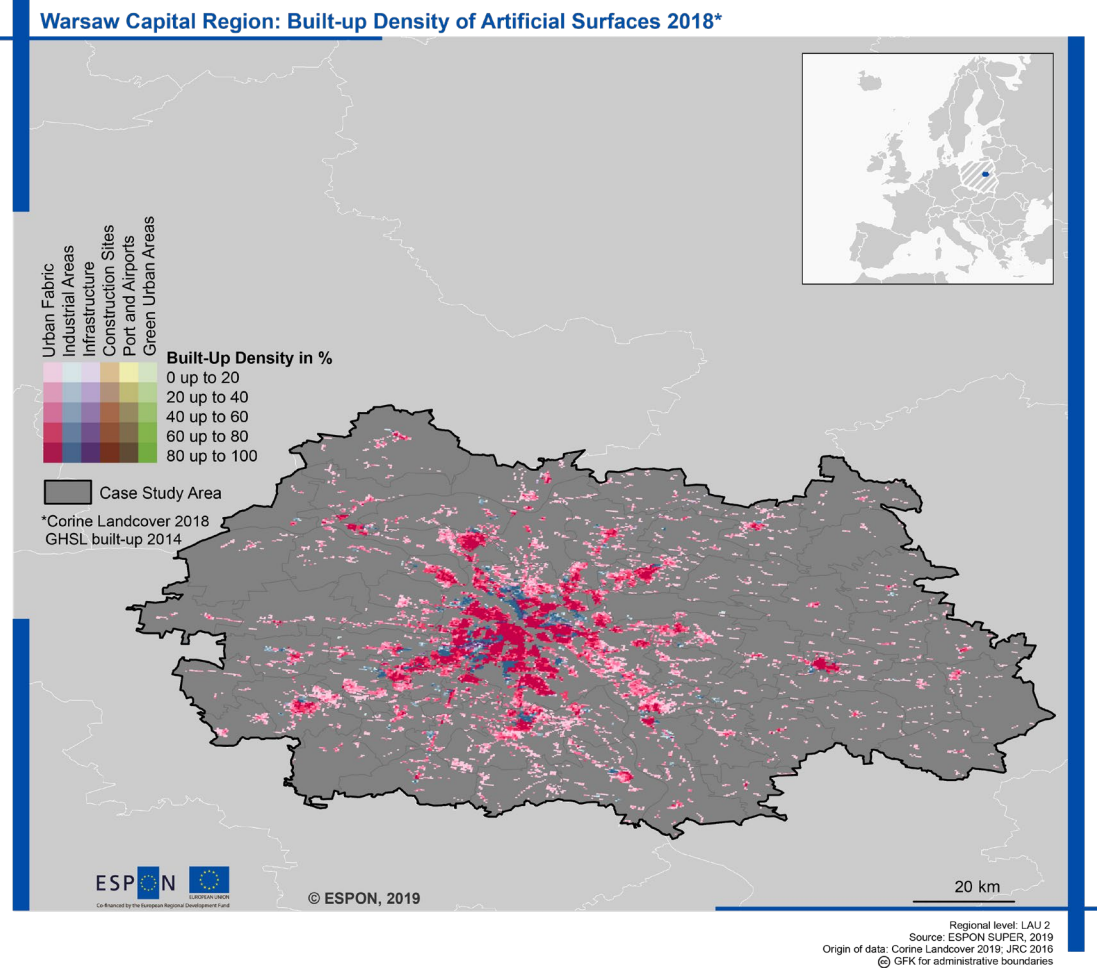 Warsaw Capital Region: Built-up Density of Artificial Surfaces 2018*
Urban Fabric
Industrial Areas
Infrastructure
Construction Sites
Port and Airports
Green Urban Areas
Built-Up Density in %
0 up to 20
20 up to 40
40 up to 60
60 up to 80
80 up to 100
Case Study Area
*Corine Landcover 2018
GHSL built-up 2014
ESPON
EUROPEAN UNION
Co-financed by the European Regional Development Fund
© ESPON, 2019
20 km
Regional level: LAU 2
Source: ESPON SUPER, 2019
Origin of data: Corine Landcover 2019; JRC 2016
cc GFK for administrative boundaries